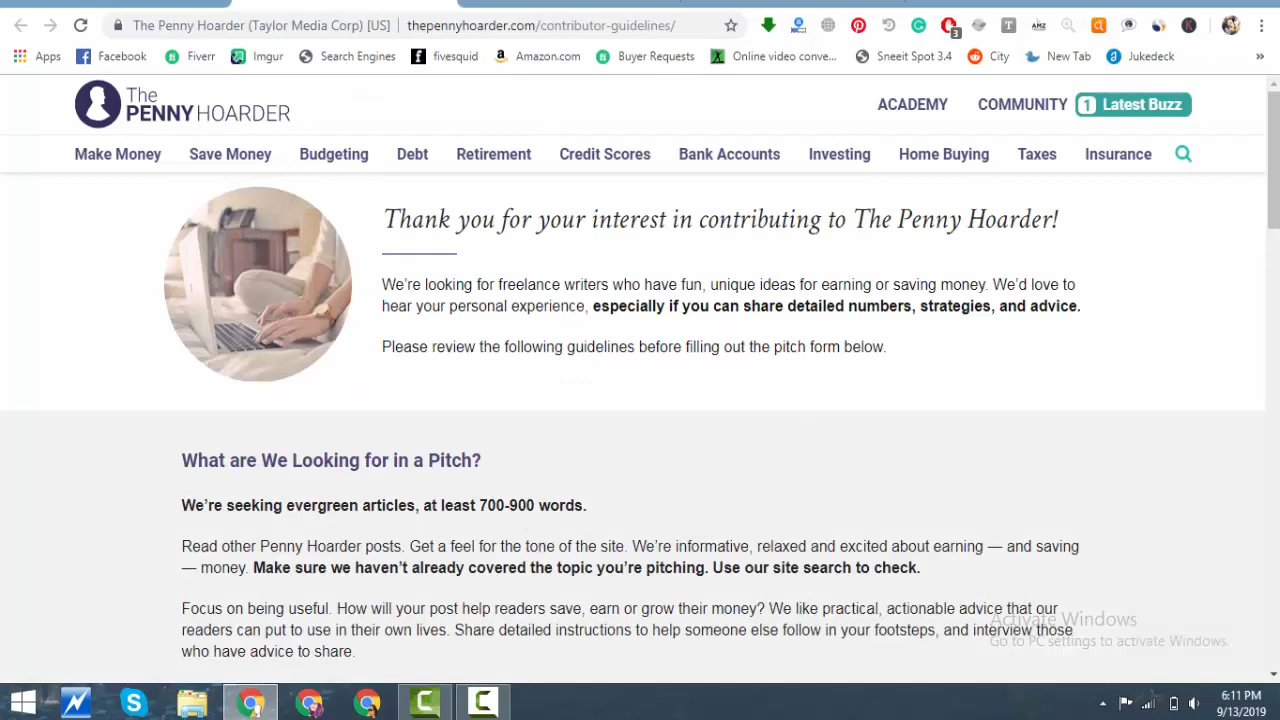 The Penny Hoarder (Taylor Media Corp) [US] | thepennyhoarder.com/contributor-guidelines/
3 T AMZ K
Apps Facebook Fiverr Imgur Search Engines fivesquid Amazon.com Buyer Requests Online video conve... Sneeit Spot 3.4 City New Tab Jukedeck »
The
PENNY HOARDER
ACADEMY COMMUNITY 1 Latest Buzz
Make Money Save Money Budgeting Debt Retirement Credit Scores Bank Accounts Investing Home Buying Taxes Insurance
Thank you for your interest in contributing to The Penny Hoarder!
We’re looking for freelance writers who have fun, unique ideas for earning or saving money. We’d love to
hear your personal experience, especially if you can share detailed numbers, strategies, and advice.
Please review the following guidelines before filling out the pitch form below.
What are We Looking for in a Pitch?
We’re seeking evergreen articles, at least 700-900 words.
Read other Penny Hoarder posts. Get a feel for the tone of the site. We’re informative, relaxed and excited about earning — and saving
— money. Make sure we haven’t already covered the topic you’re pitching. Use our site search to check.
Focus on being useful. How will your post help readers save, earn or grow their money? We like practical, actionable advice that our
readers can put to use in their own lives. Share detailed instructions to help someone else follow in your footsteps, and interview those
who have advice to share.
Activate Windows
Go to PC settings to activate Windows.
6:11 PM
9/13/2019